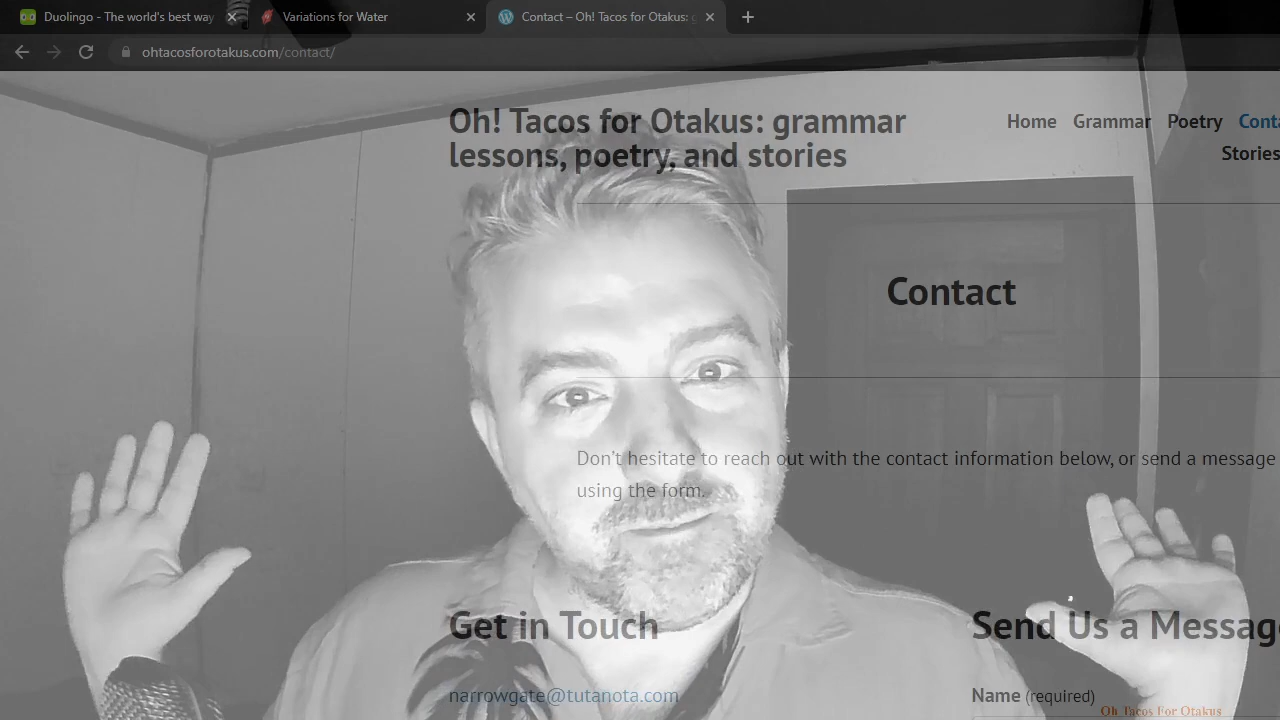 Duolingo - The world's best way
Variations for Water
Contact – Oh! Tacos for Otakus: g
ohtacosforotakus.com/contact/
Oh! Tacos for Otakus: grammar
lessons, poetry, and stories
Home Grammar Poetry Conta
Stories
Contact
Don't hesitate to reach out with the contact information below, or send a message
using the form.
Get in Touch
Send Us a Message
narrowgate@tutanota.com
Name (required)
Oh Tacos For Otakus